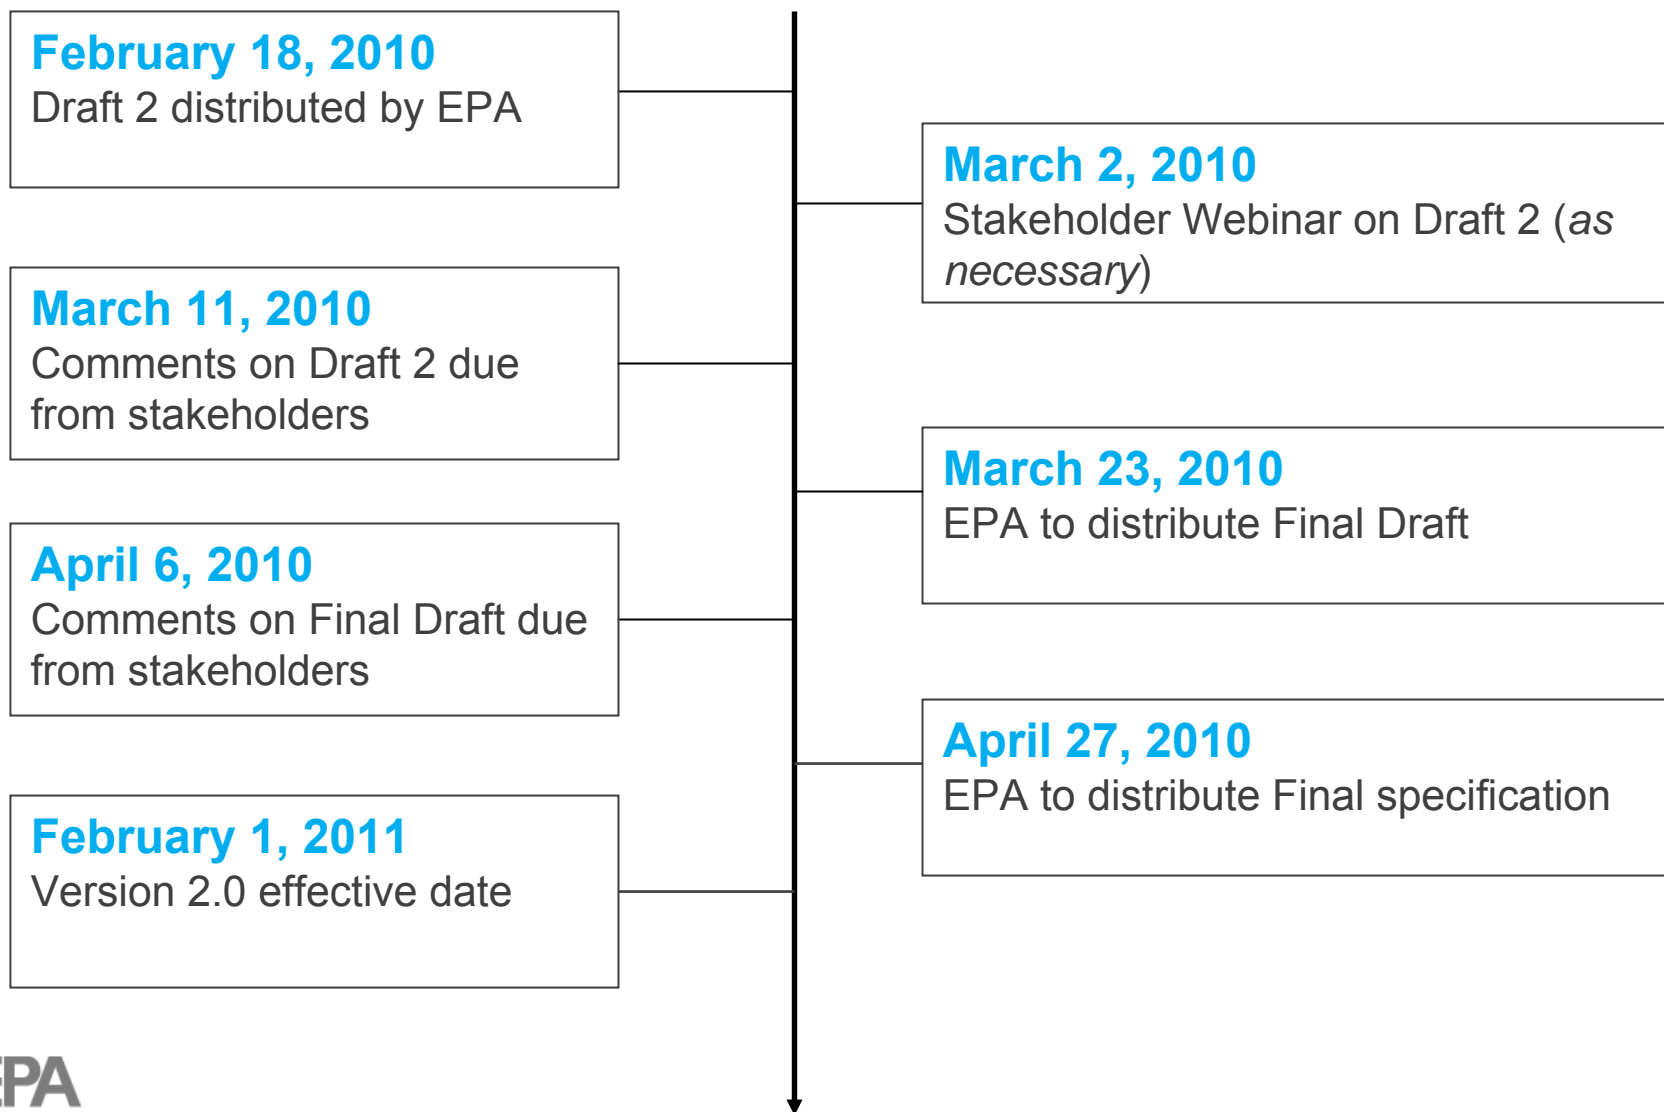 February 18, 2010
Draft 2 distributed by EPA
March 2, 2010
Stakeholder Webinar on Draft 2 (as
necessary)
March 11, 2010
Comments on Draft 2 due
from stakeholders
March 23, 2010
EPA to distribute Final Draft
April 6, 2010
Comments on Final Draft due
from stakeholders
April 27, 2010
EPA to distribute Final specification
February 1, 2011
Version 2.0 effective date
EPA